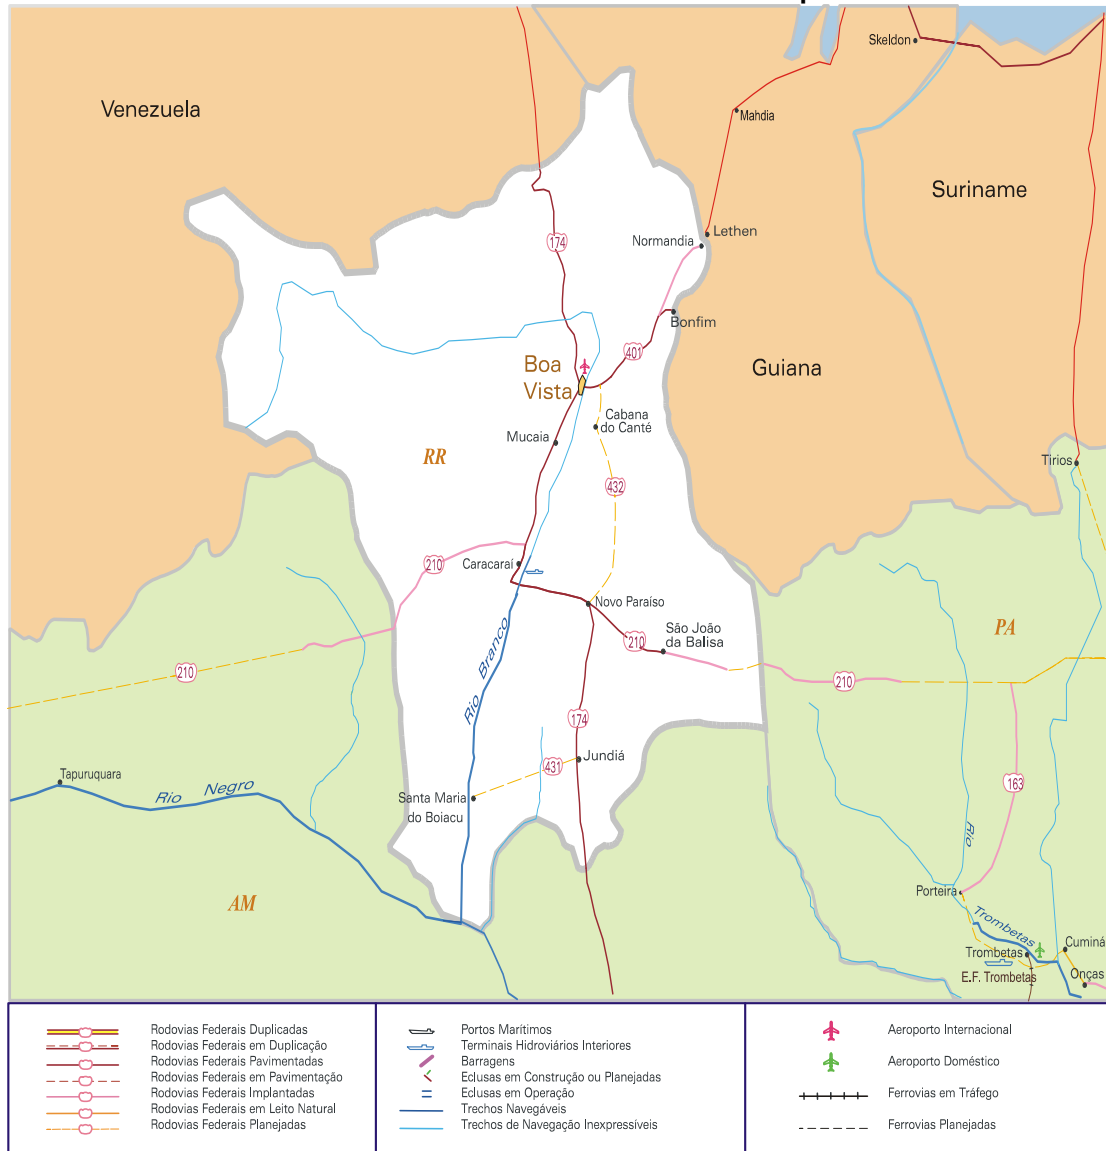 Skeldon
Venezuela
Mahdia
Suriname
174
Normandia
Lethen
Bonfim
401
Boa
Vista
Guiana
Cabana
do Canté
Mucaia
RR
Tirios
432
210
Caracaraí
Novo Paraíso
São João
da Balisa
210
PA
Rio Branco
210
210
174
Jundiá
431
Tapuruquara
Rio Negro
163
Santa Maria
do Boiacu
Rio
AM
Porteira
Trombetas
Cuminá
Trombetas
E.F. Trombetas
Onças
Rodovias Federais Duplicadas
Rodovias Federais em Duplicação
Rodovias Federais Pavimentadas
Rodovias Federais em Pavimentação
Rodovias Federais Implantadas
Rodovias Federais em Leito Natural
Rodovias Federais Planejadas
Portos Marítimos
Terminais Hidroviários Interiores
Barragens
Eclusas em Construção ou Planejadas
Eclusas em Operação
Trechos Navegáveis
Trechos de Navegação Inexpressíveis
Aeroporto Internacional
Aeroporto Doméstico
Ferrovias em Tráfego
Ferrovias Planejadas